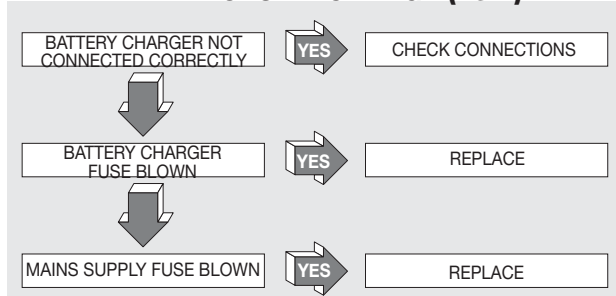 BATTERY CHARGER NOT
CONNECTED CORRECTLY
YES
CHECK CONNECTIONS
BATTERY CHARGER
FUSE BLOWN
YES
REPLACE
MAINS SUPPLY FUSE BLOWN
YES
REPLACE